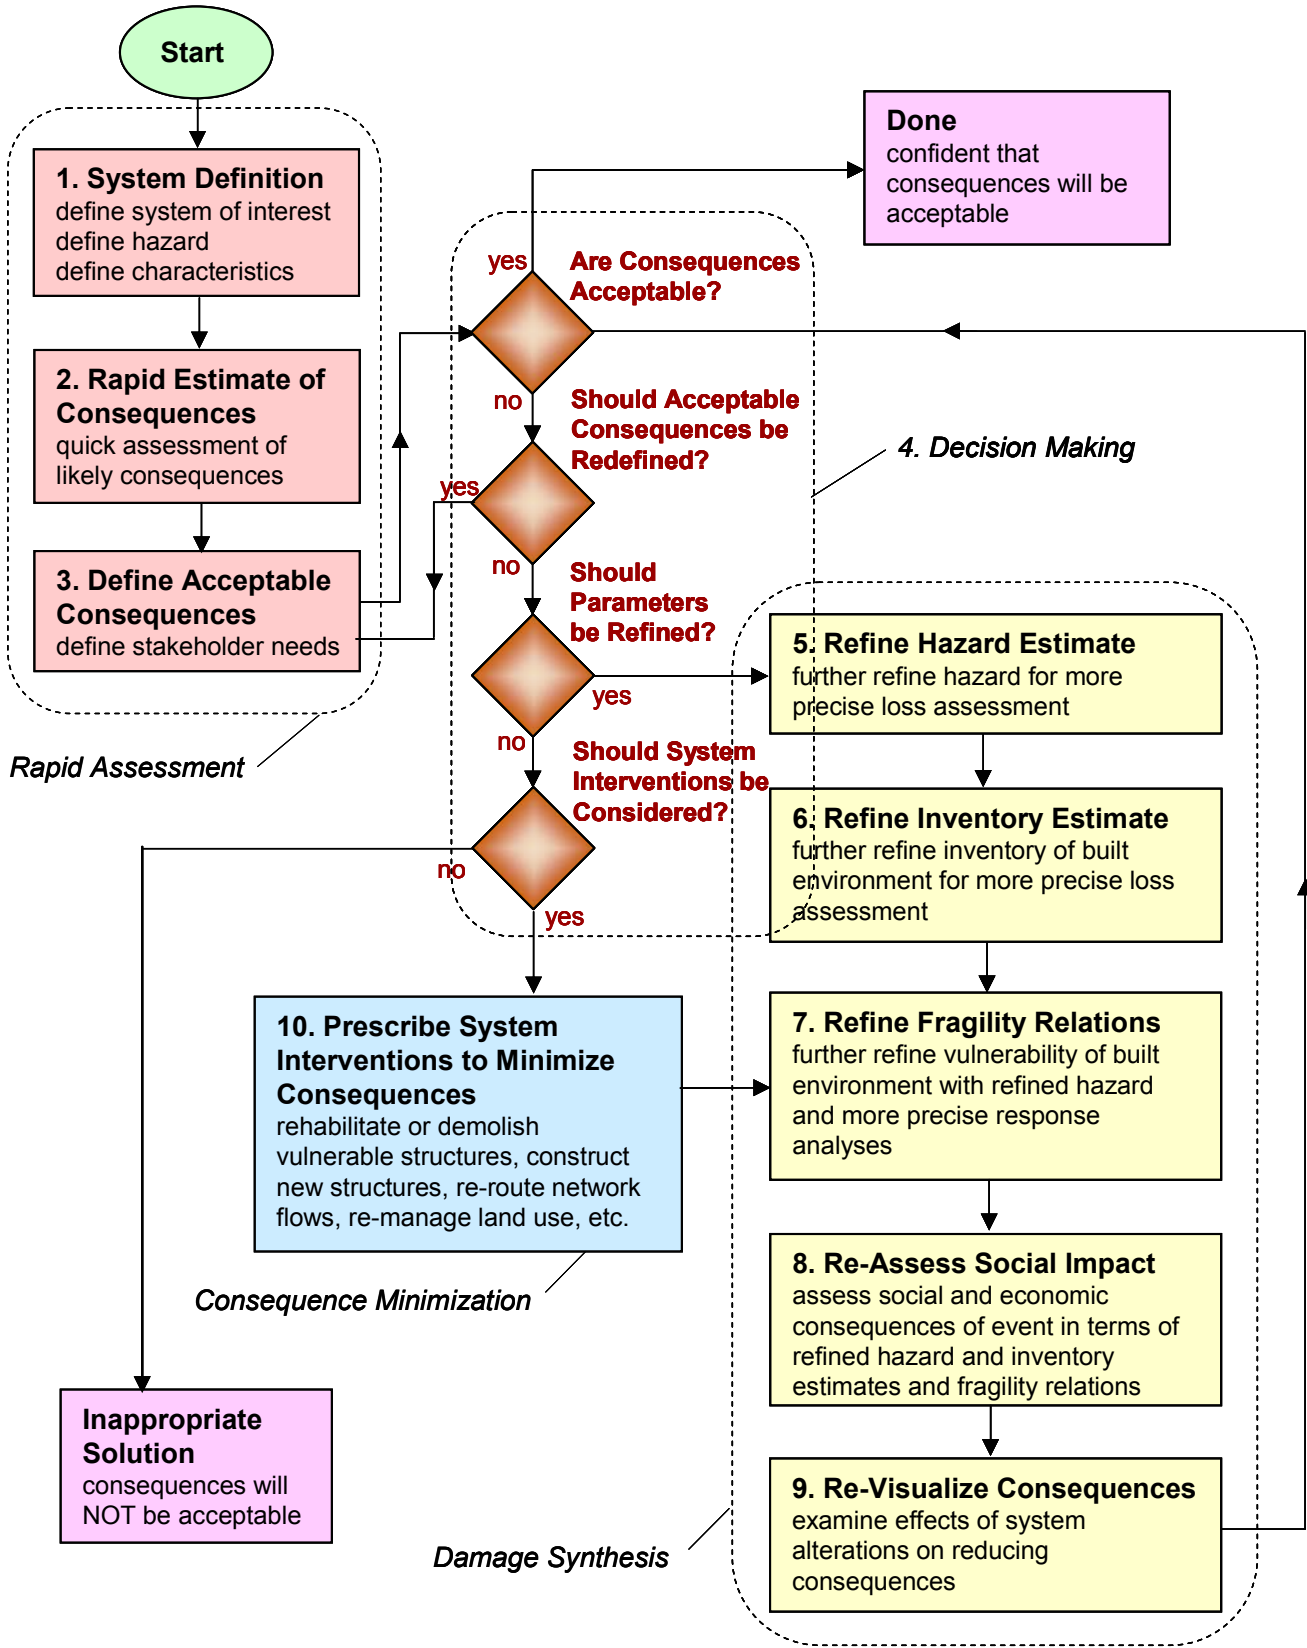 Start
1. System Definition
define system of interest
define hazard
define characteristics
2. Rapid Estimate of
Consequences
quick assessment of
likely consequences
3. Define Acceptable
Consequences
define stakeholder needs
Rapid Assessment
Done
confident that
consequences will be
acceptable
yes
Are Consequences
Acceptable?
no
Should Acceptable
Consequences be
Redefined?
4. Decision Making
yes
no
Should
Parameters
be Refined?
yes
no
Should System
Interventions be
Considered?
no
yes
5. Refine Hazard Estimate
further refine hazard for more
precise loss assessment
6. Refine Inventory Estimate
further refine inventory of built
environment for more precise loss
assessment
10. Prescribe System
Interventions to Minimize
Consequences
rehabilitate or demolish
vulnerable structures, construct
new structures, re-route network
flows, re-manage land use, etc.
Consequence Minimization
7. Refine Fragility Relations
further refine vulnerability of built
environment with refined hazard
and more precise response
analyses
8. Re-Assess Social Impact
assess social and economic
consequences of event in terms of
refined hazard and inventory
estimates and fragility relations
Inappropriate
Solution
consequences will
NOT be acceptable
9. Re-Visualize Consequences
examine effects of system
alterations on reducing
consequences
Damage Synthesis